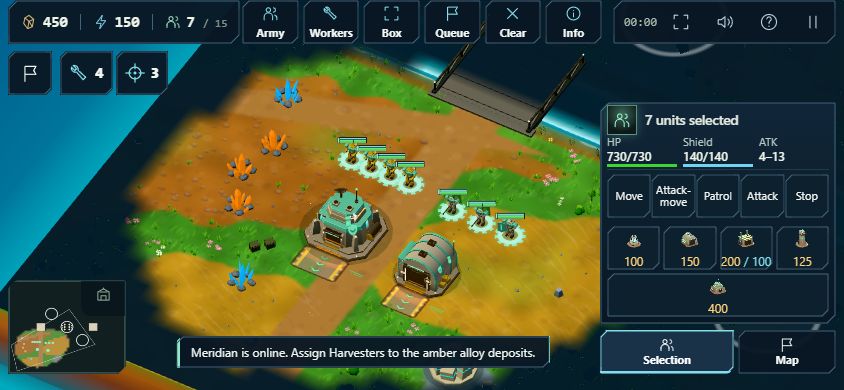 450
150
7 / 15
Army
Workers
Box
Queue
Clear
Info
00:00
4
3
7 units selected
HP
Shield
ATK
730/730
140/140
4–13
Move
Attack-
move
Patrol
Attack
Stop
100
150
200 / 100
125
400
Meridian is online. Assign Harvesters to the amber alloy deposits.
Selection
Map